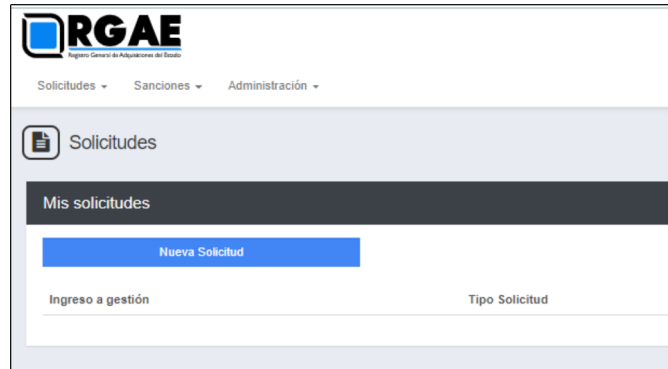 RGAE
Registro General de Adquisiciones del Estado
Solicitudes Sanciones Administración
Solicitudes
Mis solicitudes
Nueva Solicitud
Ingreso a gestión Tipo Solicitud